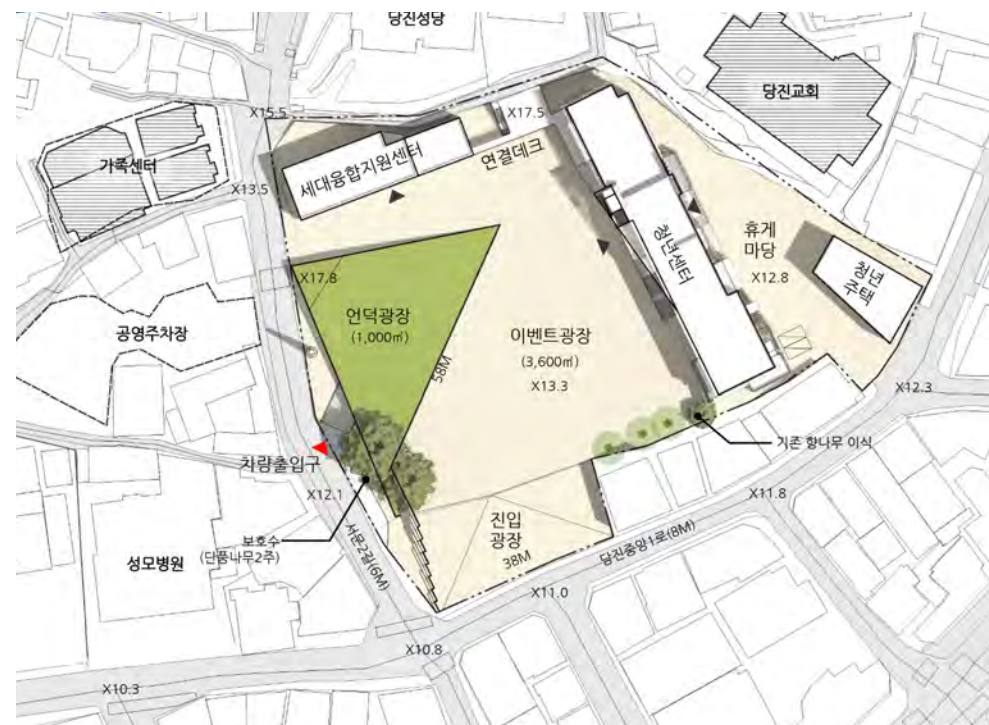 당진성당
당진교회
X15.5
X17.5
가족센터
세대융합지원센터
연결데크
X13.5
청년센터
휴게
마당
X12.8
청년
주택
X17.8
언덕광장
(1,000㎡)
공영주차장
이벤트광장
(3,600㎡)
X13.3
58M
X12.3
기존 향나무 이식
차량출입구
X12.1
X11.8
진입
광장
38M
보호수
(단풍나무2주)
성모병원
서문2길(6M)
당진중앙1로(8M)
X11.0
X10.8
X10.3